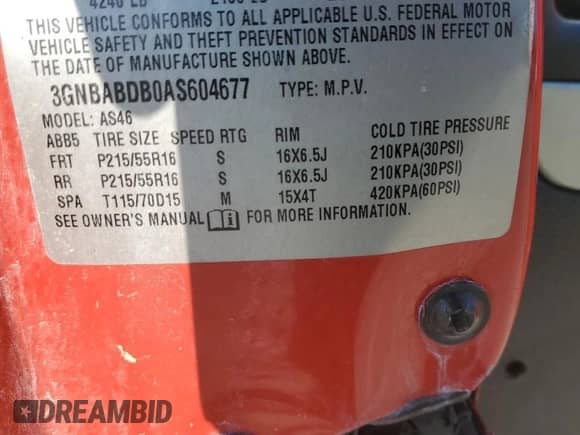 4240 LB
THIS VEHICLE CONFORMS TO ALL APPLICABLE U.S. FEDERAL MOTOR
VEHICLE SAFETY AND THEFT PREVENTION STANDARDS IN EFFECT ON
THE DATE OF MANUFACTURE SHOWN ABOVE.
3GNBABDB0AS604677 TYPE: M.P.V.
MODEL: AS46
ABB5 TIRE SIZE SPEED RTG RIM COLD TIRE PRESSURE
FRT P215/55R16 S 16X6.5J 210KPA(30PSI)
RR P215/55R16 S 16X6.5J 210KPA(30PSI)
SPA T115/70D15 M 15X4T 420KPA(60PSI)
SEE OWNER'S MANUAL FOR MORE INFORMATION.
DREAMBID